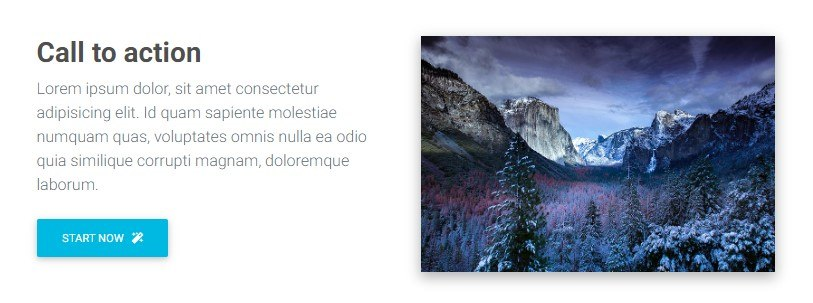 Call to action
Lorem ipsum dolor, sit amet consectetur
adipisicing elit. Id quam sapiente molestiae
numquam quas, voluptates omnis nulla ea odio
quia similique corrupti magnam, doloremque
laborum.
START NOW